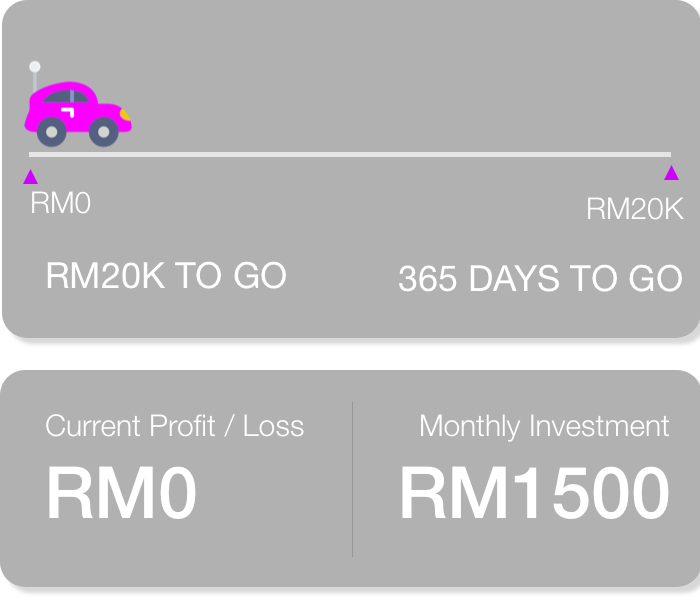 RM0
RM20K
RM20K TO GO
365 DAYS TO GO
Current Profit / Loss
Monthly Investment
RM0
RM1500